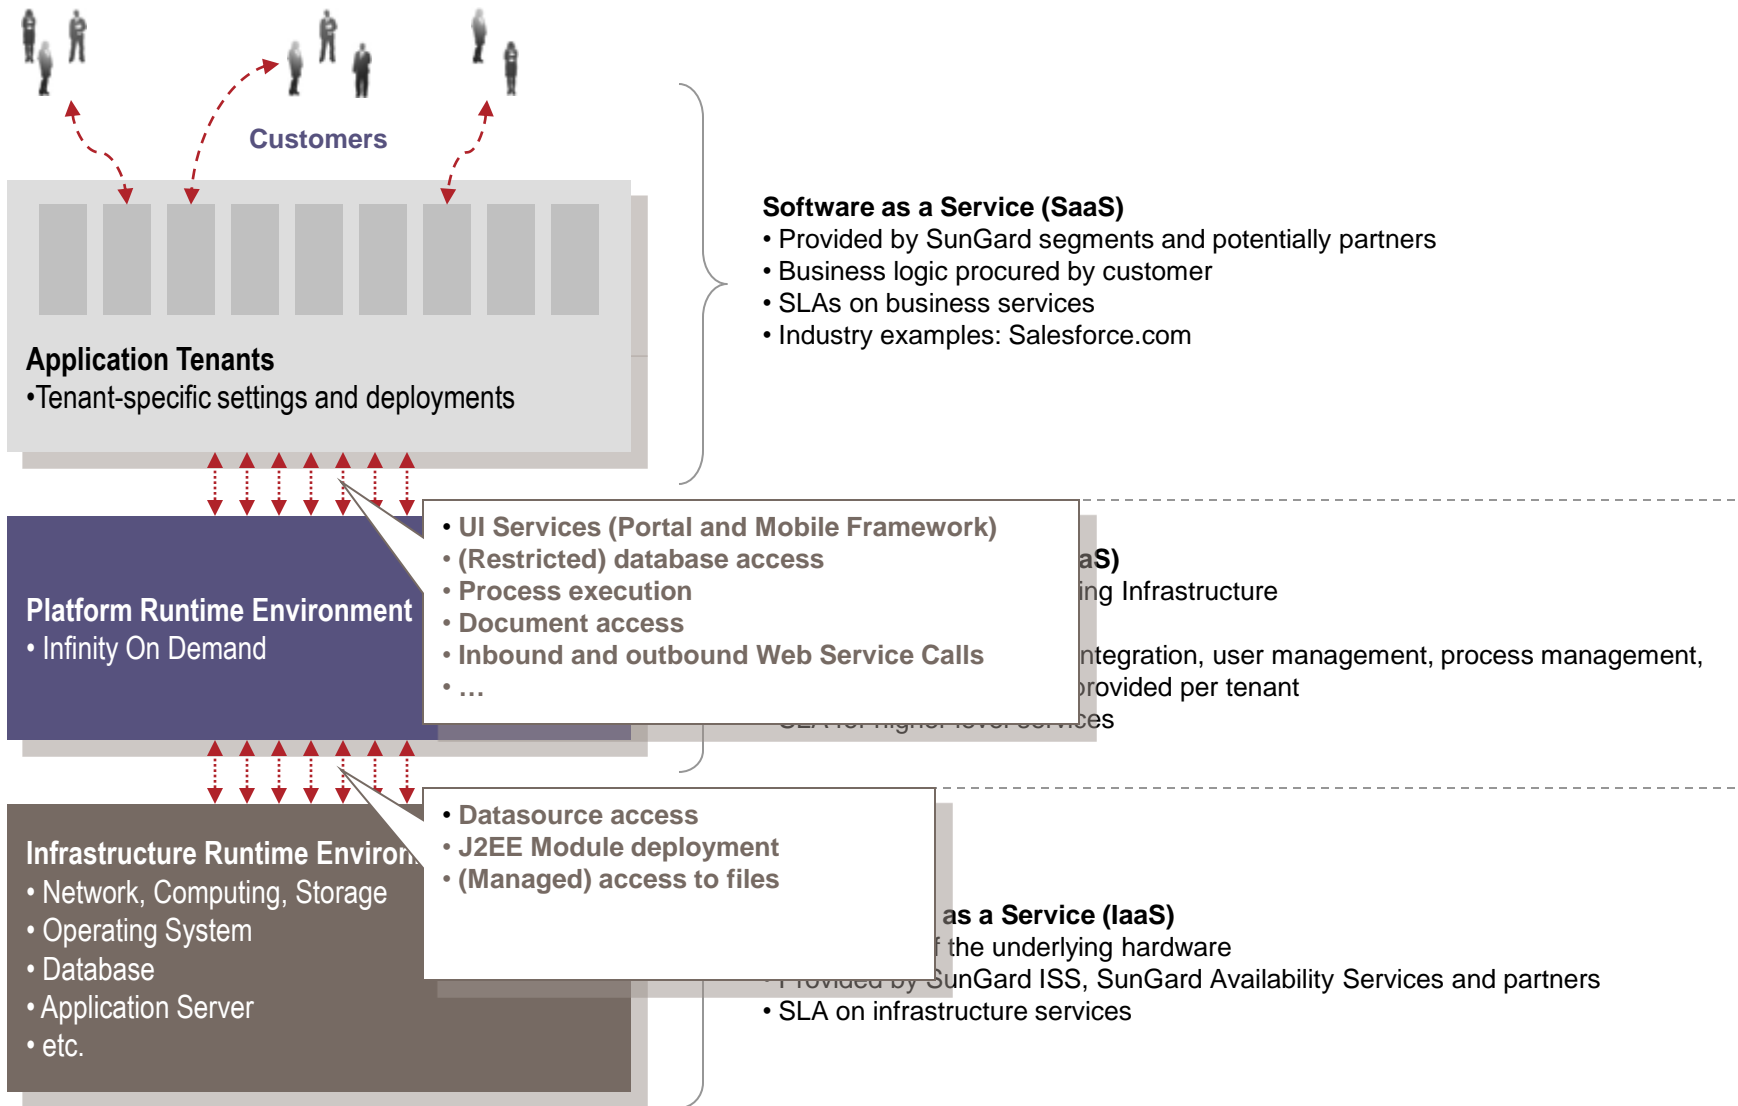 Customers
Software as a Service (SaaS)
• Provided by SunGard segments and potentially partners
• Business logic procured by customer
• SLAs on business services
• Industry examples: Salesforce.com
Application Tenants
•Tenant-specific settings and deployments
• UI Services (Portal and Mobile Framework)
• (Restricted) database access
• Process execution
• Document access
• Inbound and outbound Web Service Calls
• …
aS)
Infrastructure
user management, process management,
provided per tenant
Platform Runtime Environment
• Infinity On Demand
• Datasource access
• J2EE Module deployment
• (Managed) access to files
Infrastructure Runtime
• Network, Computing, Storage
• Operating System
• Database
• Application Server
• etc.
as a Service (IaaS)
the underlying hardware
• Provided by SunGard ISS, SunGard Availability Services and partners
• SLA on infrastructure services